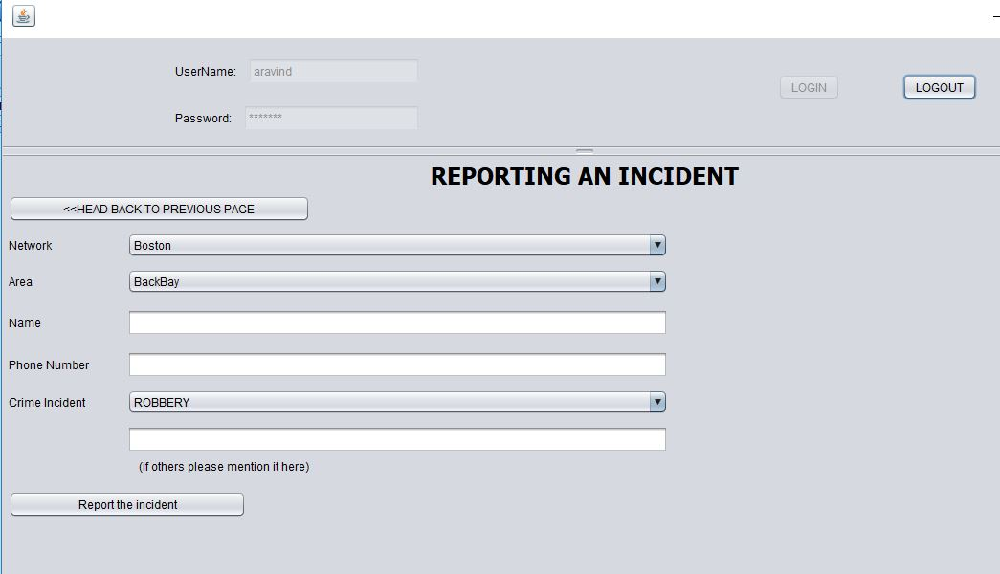 UserName: aravind
LOGIN LOGOUT
Password: *******
REPORTING AN INCIDENT
<<HEAD BACK TO PREVIOUS PAGE
Network Boston
Area BackBay
Name
Phone Number
Crime Incident ROBBERY
(if others please mention it here)
Report the incident